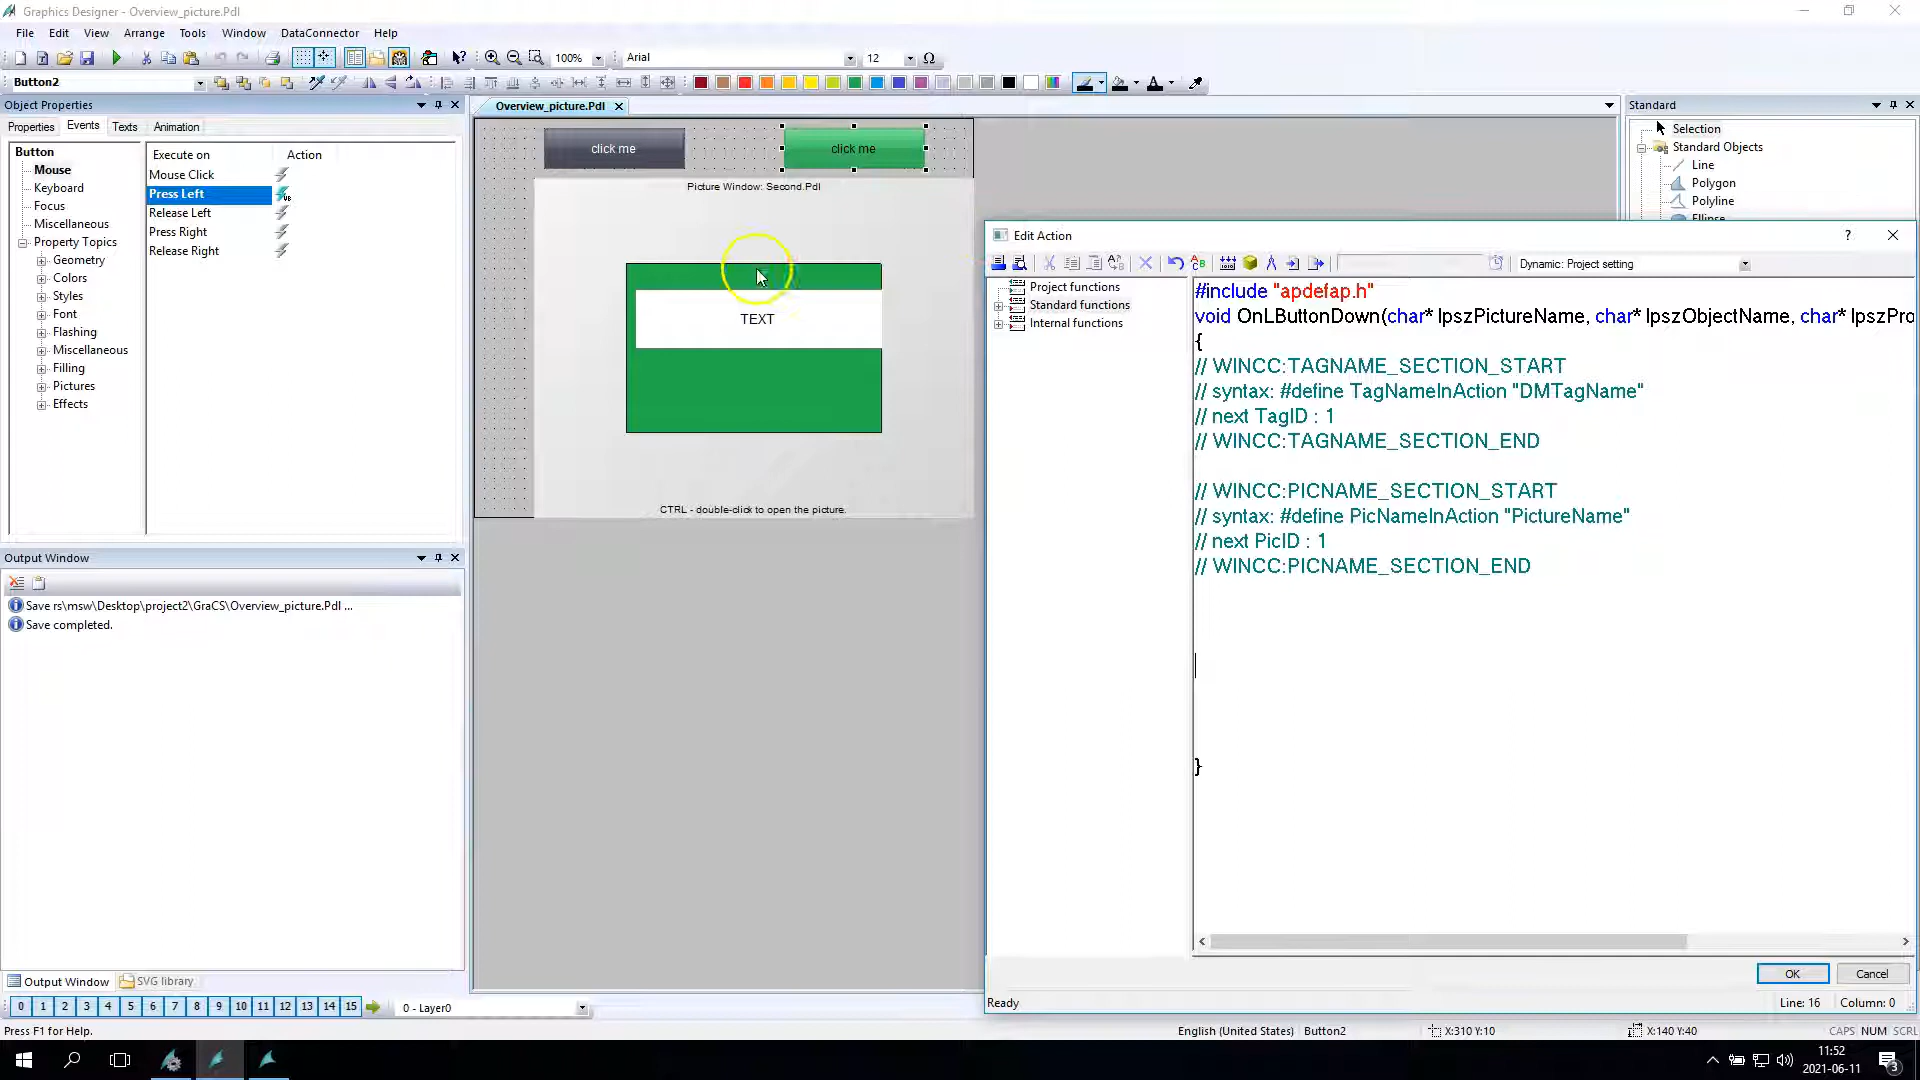 Graphics Designer - Overview_picture.Pdl
File Edit View Arrange Tools Window DataConnector Help
100% Arial 12 Ω
Button2
Object Properties
Properties Events Texts Animation
Button
Mouse
Keyboard
Focus
Miscellaneous
Property Topics
Geometry
Colors
Styles
Font
Flashing
Miscellaneous
Filling
Pictures
Effects
Execute on Action
Mouse Click
Press Left
Release Left
Press Right
Release Right
Output Window
Save rs\msw\Desktop\project2\GraCS\Overview_picture.Pdl ...
Save completed.
Output Window SVG library
0 1 2 3 4 5 6 7 8 9 10 11 12 13 14 15 0 - Layer0
Overview_picture.Pdl
click me click me
Picture Window: Second.Pdl
TEXT
CTRL - double-click to open the picture.
Standard
Selection
Standard Objects
Line
Polygon
Polyline
Ellipse
Edit Action
Dynamic: Project setting
Project functions
Standard functions
Internal functions
#include "apdefap.h"
void OnLButtonDown(char* lpszPictureName, char* lpszObjectName, char* lpszPro
{
// WINCC:TAGNAME_SECTION_START
// syntax: #define TagNameInAction "DMTagName"
// next TagID : 1
// WINCC:TAGNAME_SECTION_END
// WINCC:PICNAME_SECTION_START
// syntax: #define PicNameInAction "PictureName"
// next PicID : 1
// WINCC:PICNAME_SECTION_END
}
OK Cancel
Ready Line: 16 Column: 0
Press F1 for Help. English (United States) Button2 X:310 Y:10 X:140 Y:40 CAPS NUM SCRL
11:52
2021-06-11
3